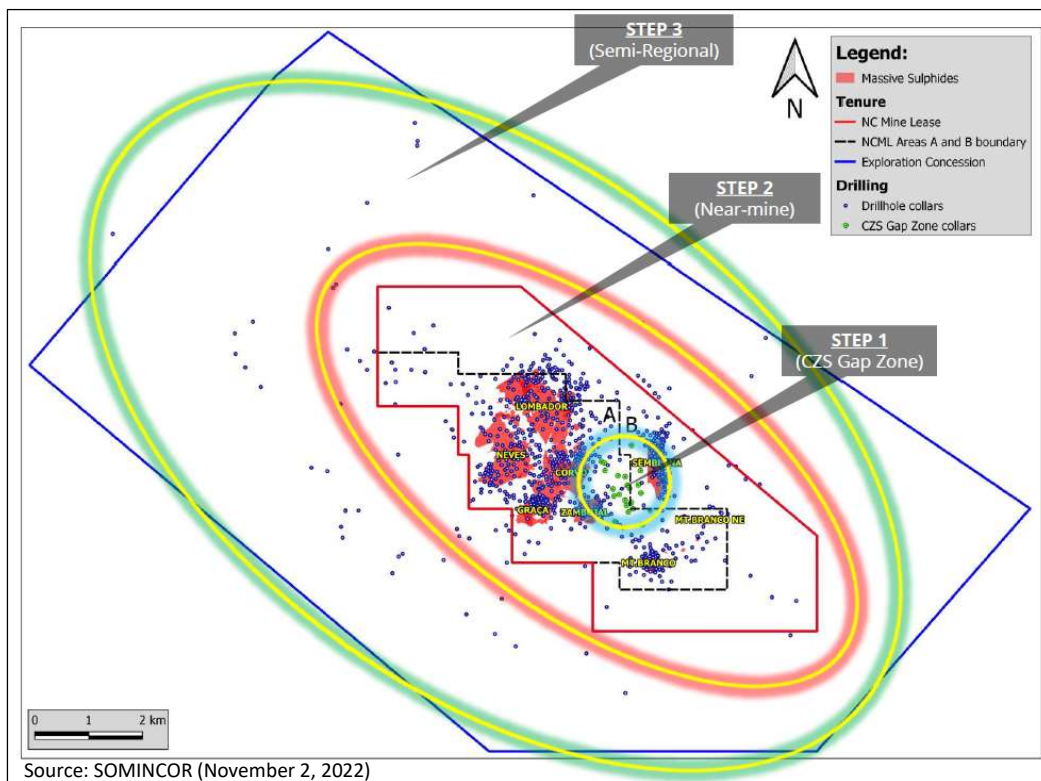 STEP 3
(Semi-Regional)
N
Legend:
Massive Sulphides
Tenure
NC Mine Lease
NCML Areas A and B boundary
Exploration Concession
Drilling
Drillhole collars
CZS Gap Zone collars
STEP 2
(Near-mine)
STEP 1
(CZS Gap Zone)
LOMBADOR
A
B
NEVES
CORVO
SEMBLANA
GRAÇA
ZAMBUJAL
MT.BRANCO NE
MT.BRANCO
0 1 2 km
Source: SOMINCOR (November 2, 2022)